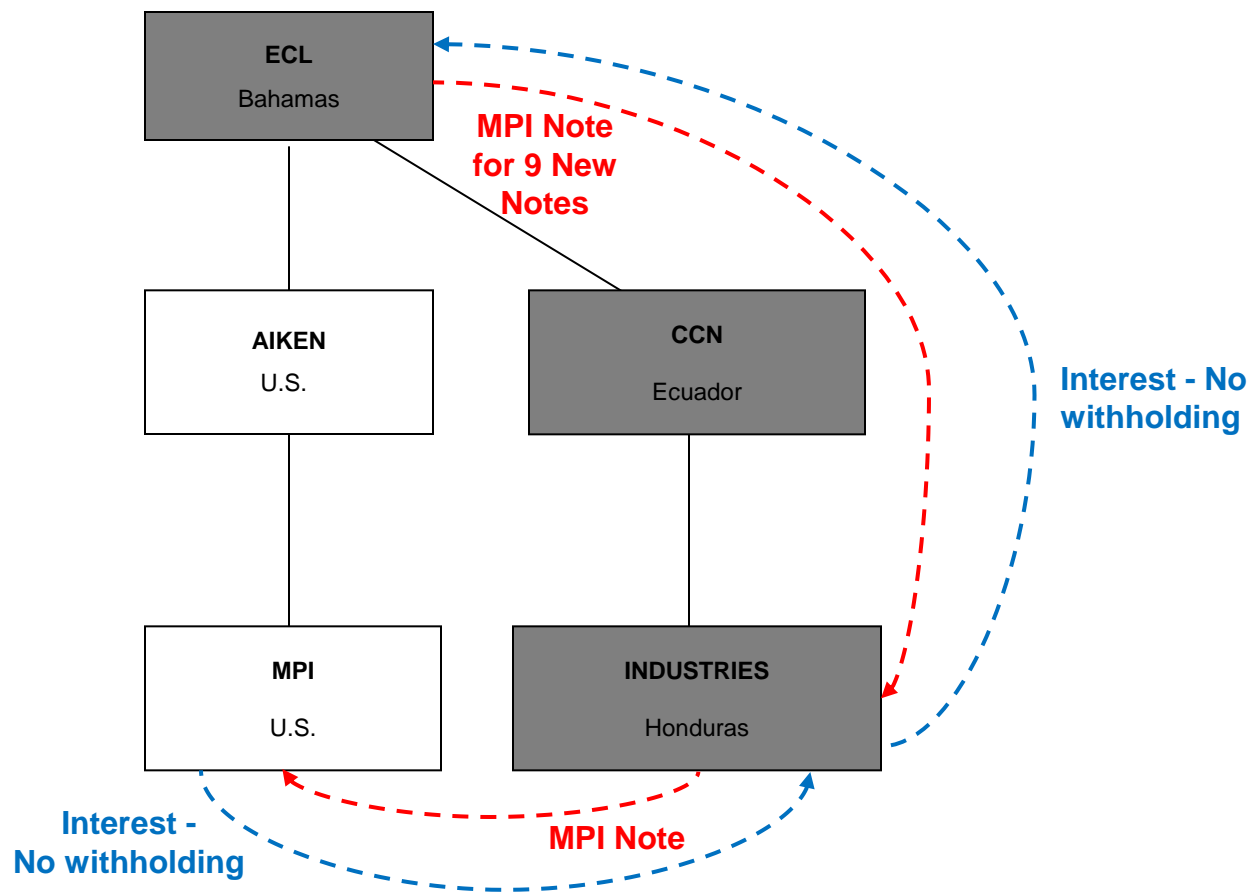 ECL
Bahamas
MPI Note
for 9 New
Notes
AIKEN
U.S.
CCN
Ecuador
Interest - No
withholding
MPI
U.S.
INDUSTRIES
Honduras
Interest -
No withholding
MPI Note